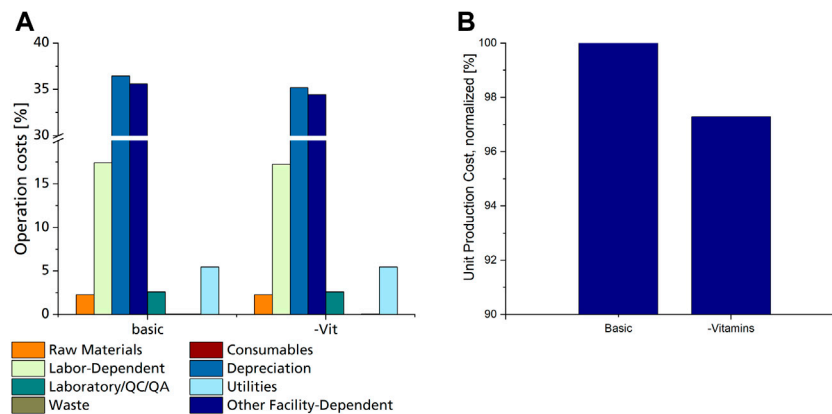 A
Operation costs [%]
40
35
30
15
10
5
0
basic
-Vit
Raw Materials
Labor-Dependent
Laboratory/QC/QA
Waste
Consumables
Depreciation
Utilities
Other Facility-Dependent
B
Unit Production Cost, normalized [%]
100
98
96
94
92
90
Basic
-Vitamins